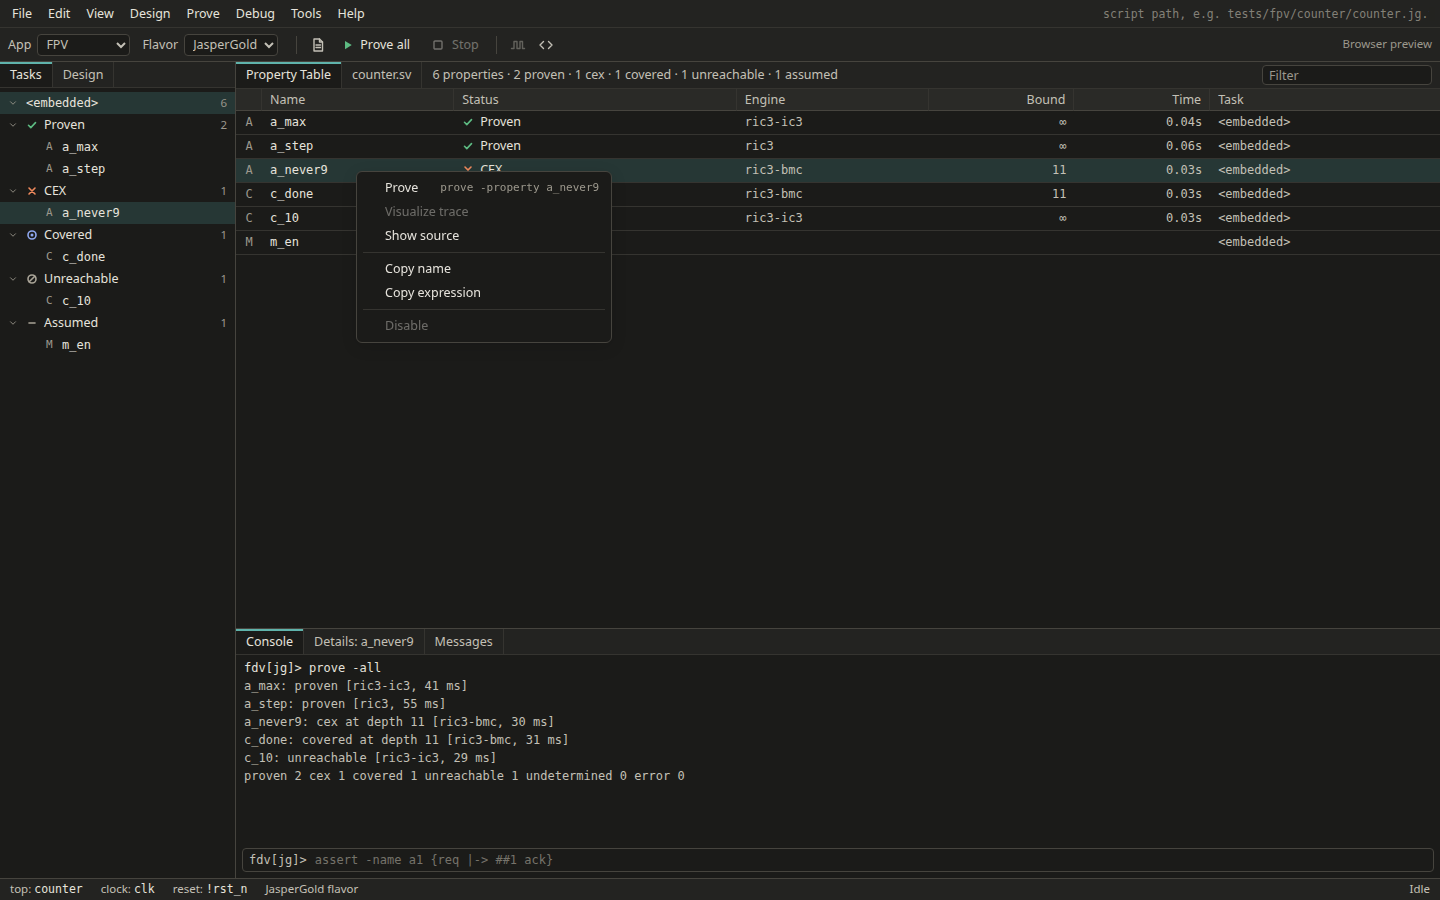 File Edit View Design Prove Debug Tools Help script path, e.g. tests/fpv/counter/counter.jg.
App FPV Flavor JasperGold Prove all Stop Browser preview
Tasks Design Property Table counter.sv 6 properties · 2 proven · 1 cex · 1 covered · 1 unreachable · 1 assumed Filter
<embedded> 6
Proven 2
A a_max
A a_step
CEX 1
A a_never9
Covered 1
C c_done
Unreachable 1
C c_10
Assumed 1
M m_en
Name Status Engine Bound Time Task
A a_max Proven ric3-ic3 ∞ 0.04s <embedded>
A a_step Proven ric3 ∞ 0.06s <embedded>
A a_never9 CEX ric3-bmc 11 0.03s <embedded>
C c_done ric3-bmc 11 0.03s <embedded>
C c_10 ric3-ic3 ∞ 0.03s <embedded>
M m_en <embedded>
Prove prove -property a_never9
Visualize trace
Show source
Copy name
Copy expression
Disable
Console Details: a_never9 Messages
fdv[jg]> prove -all
a_max: proven [ric3-ic3, 41 ms]
a_step: proven [ric3, 55 ms]
a_never9: cex at depth 11 [ric3-bmc, 30 ms]
c_done: covered at depth 11 [ric3-bmc, 31 ms]
c_10: unreachable [ric3-ic3, 29 ms]
proven 2 cex 1 covered 1 unreachable 1 undetermined 0 error 0
fdv[jg]> assert -name a1 {req |-> ##1 ack}
top: counter clock: clk reset: !rst_n JasperGold flavor Idle